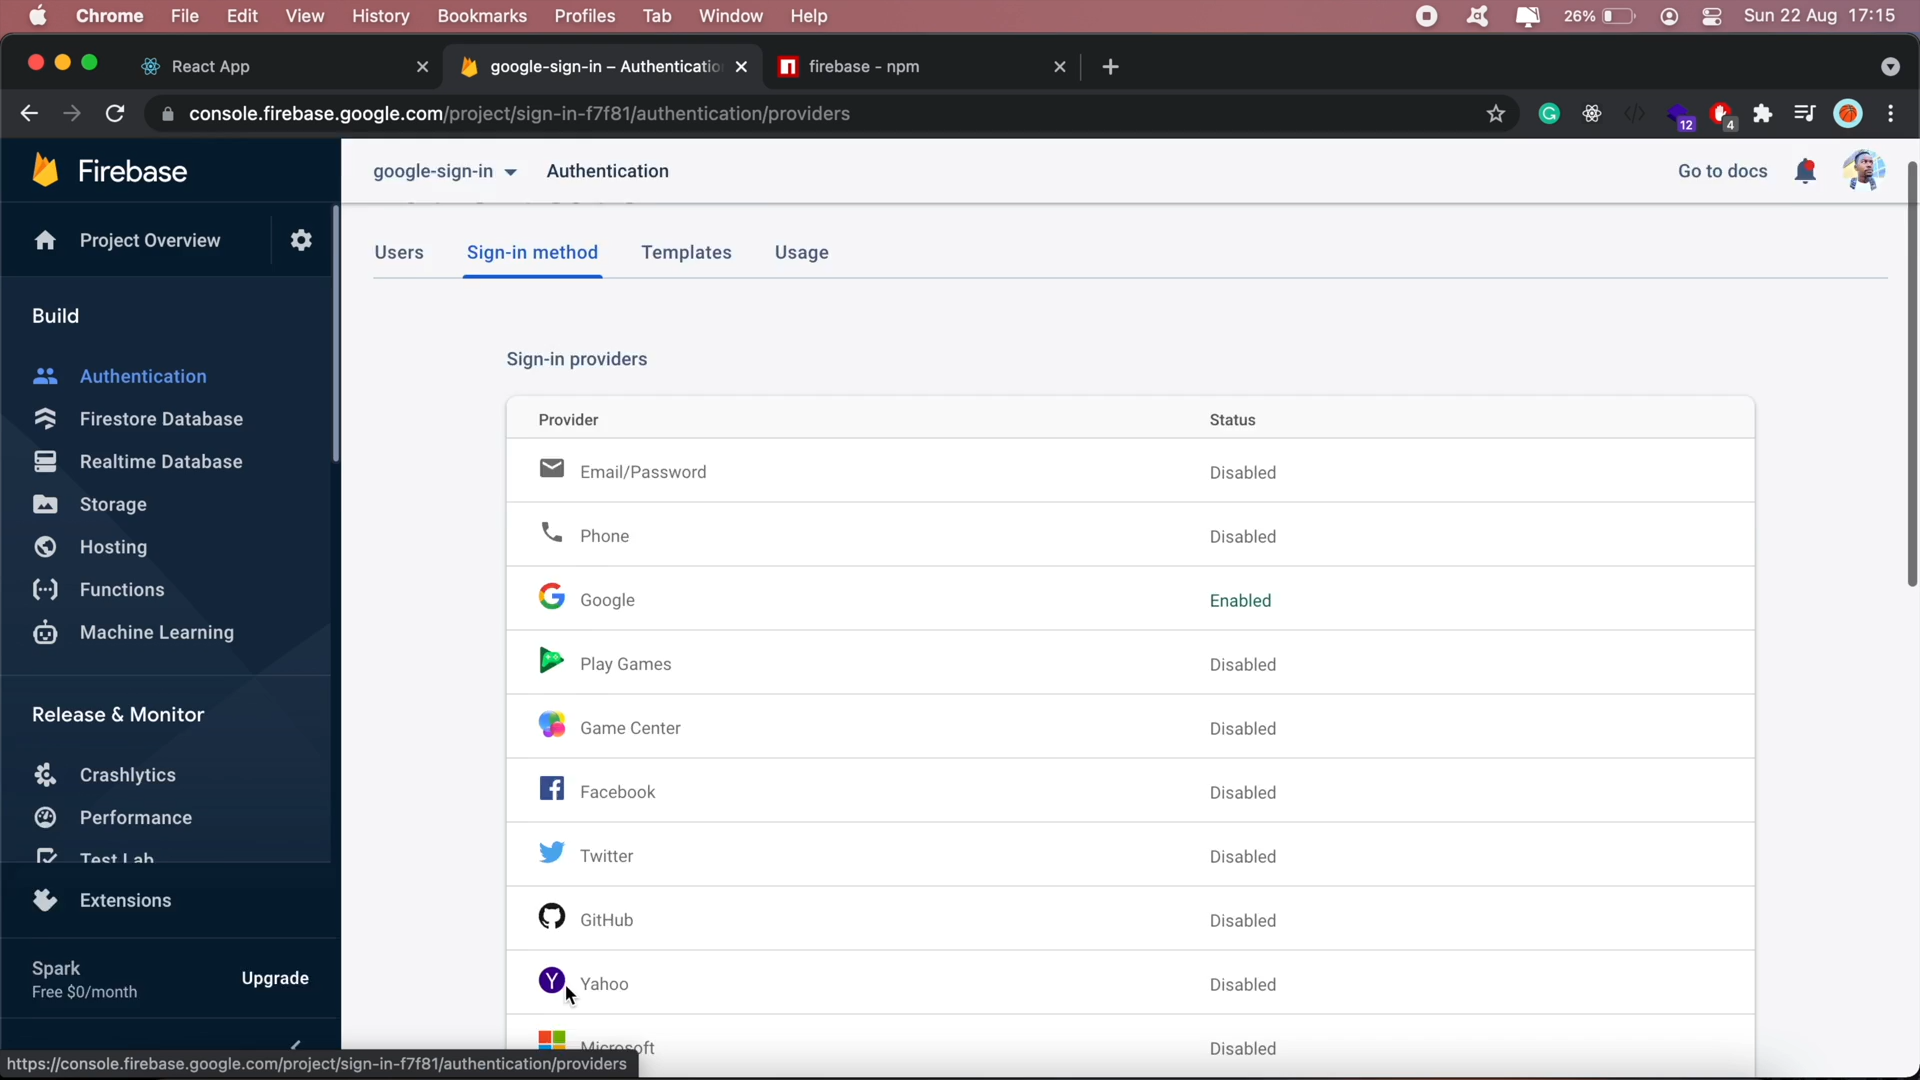 Chrome File Edit View History Bookmarks Profiles Tab Window Help 26% Sun 22 Aug 17:15
React App google-sign-in – Authenticatio firebase - npm
console.firebase.google.com/project/sign-in-f7f81/authentication/providers 12 4
Firebase
google-sign-in Authentication Go to docs
Project Overview
Users Sign-in method Templates Usage
Build
Authentication
Firestore Database
Realtime Database
Storage
Hosting
Functions
Machine Learning
Release & Monitor
Crashlytics
Performance
Test Lab
Extensions
Spark
Free $0/month
Upgrade
Sign-in providers
Provider Status
Email/Password Disabled
Phone Disabled
Google Enabled
Play Games Disabled
Game Center Disabled
Facebook Disabled
Twitter Disabled
GitHub Disabled
Yahoo Disabled
Microsoft Disabled
https://console.firebase.google.com/project/sign-in-f7f81/authentication/providers